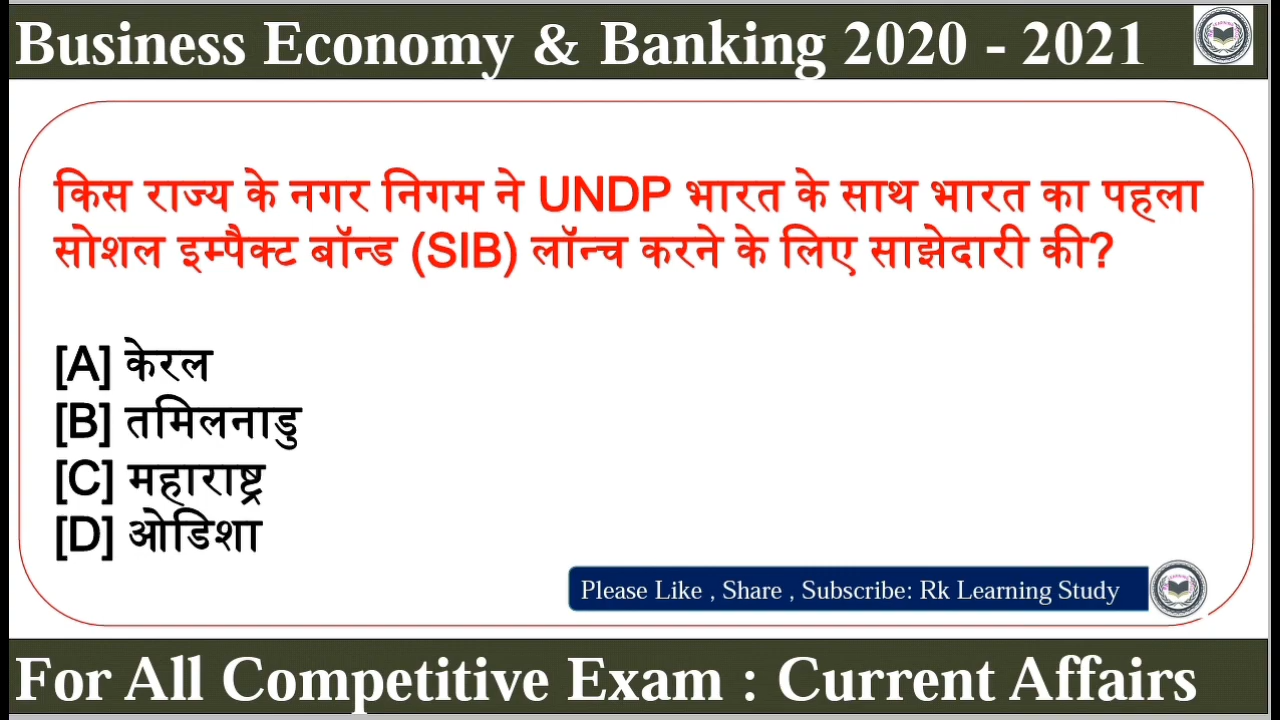 Business Economy & Banking 2020 - 2021
किस राज्य के नगर निगम ने UNDP भारत के साथ भारत का पहला
सोशल इम्पैक्ट बॉन्ड (SIB) लॉन्च करने के लिए साझेदारी की?
[A] केरल
[B] तमिलनाडु
[C] महाराष्ट्र
[D] ओडिशा
Please Like , Share , Subscribe: Rk Learning Study
For All Competitive Exam : Current Affairs